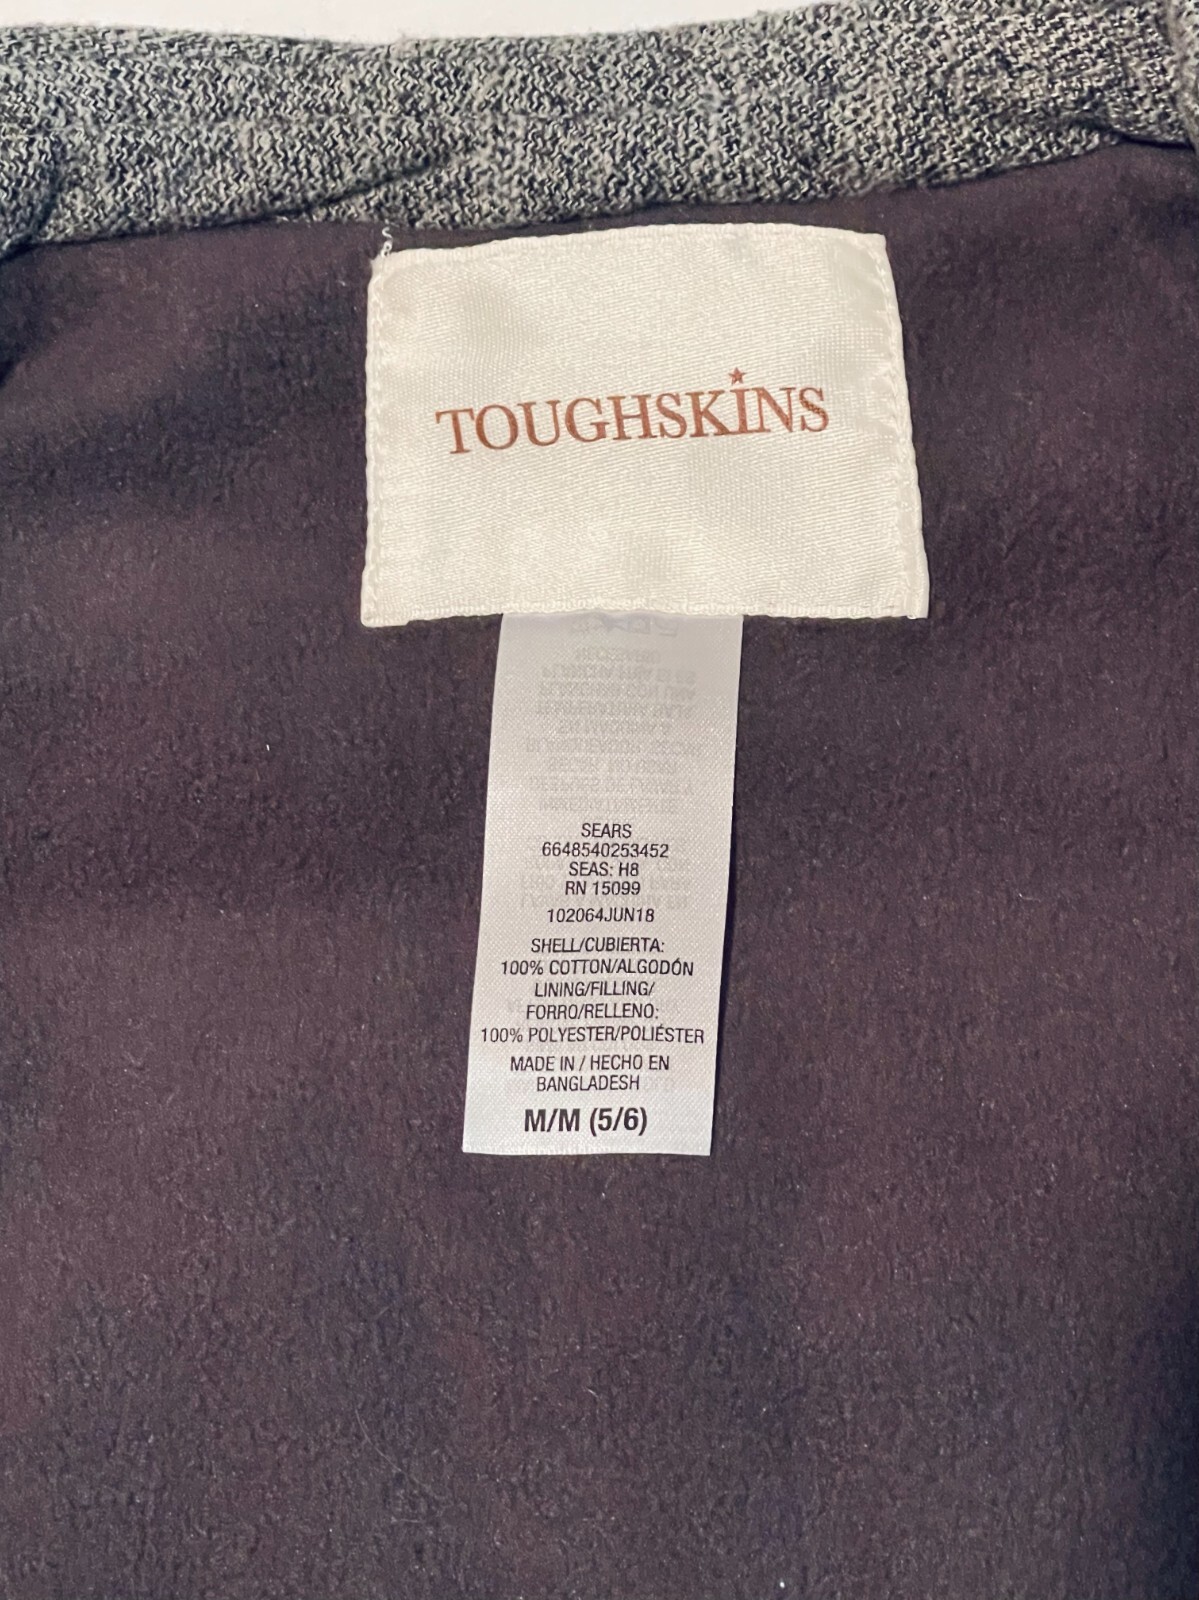 TOUGHSKINS
SEARS
6648540253452
SEAS: H8
RN 15099
102064JUN18
SHELL/CUBIERTA:
100% COTTON/ALGODÓN
LINING/FILLING/
FORRO/RELLENO:
100% POLYESTER/POLIÉSTER
MADE IN / HECHO EN
BANGLADESH
M/M (5/6)